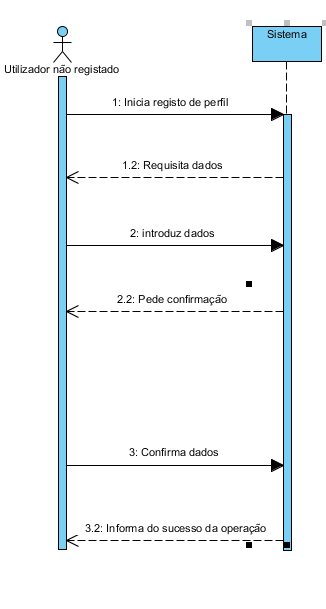 Sistema
Utilizador não registado
1: Inicia registo de perfil
1.2: Requisita dados
2: introduz dados
2.2: Pede confirmação
3: Confirma dados
3.2: Informa do sucesso da operação